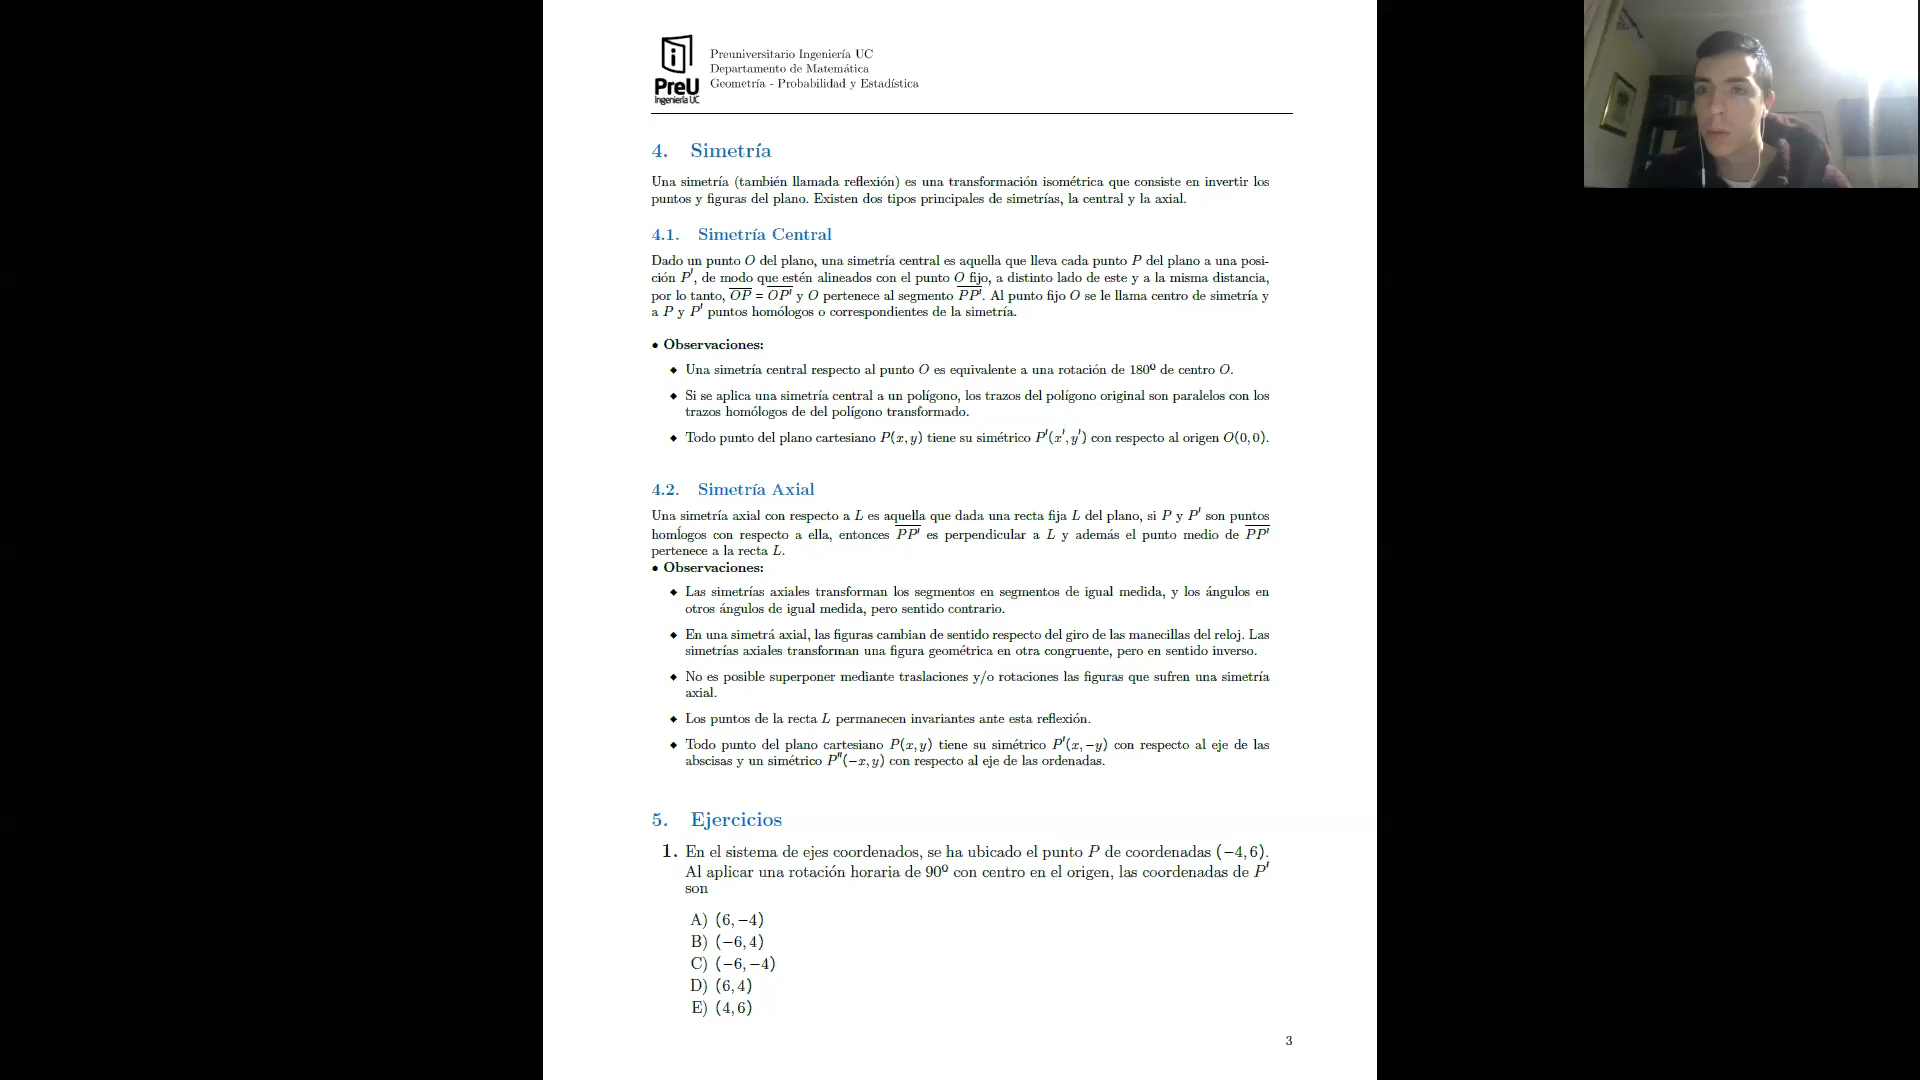 PreU
Ingeniería UC
Preuniversitario Ingeniería UC
Departamento de Matemática
Geometría - Probabilidad y Estadística
4. Simetría
Una simetría (también llamada reflexión) es una transformación isométrica que consiste en invertir los
puntos y figuras del plano. Existen dos tipos principales de simetrías, la central y la axial.
4.1. Simetría Central
Dado un punto O del plano, una simetría central es aquella que lleva cada punto P del plano a una posi-
ción P′, de modo que estén alineados con el punto O fijo, a distinto lado de este y a la misma distancia,
por lo tanto, O̅P̅ = O̅P̅′ y O pertenece al segmento P̅P̅′. Al punto fijo O se le llama centro de simetría y
a P y P′ puntos homólogos o correspondientes de la simetría.
• Observaciones:
◆ Una simetría central respecto al punto O es equivalente a una rotación de 180º de centro O.
◆ Si se aplica una simetría central a un polígono, los trazos del polígono original son paralelos con los
trazos homólogos de del polígono transformado.
◆ Todo punto del plano cartesiano P(x, y) tiene su simétrico P′(x′, y′) con respecto al origen O(0, 0).
4.2. Simetría Axial
Una simetría axial con respecto a L es aquella que dada una recta fija L del plano, si P y P′ son puntos
homĺogos con respecto a ella, entonces P̅P̅′ es perpendicular a L y además el punto medio de P̅P̅′
pertenece a la recta L.
• Observaciones:
◆ Las simetrías axiales transforman los segmentos en segmentos de igual medida, y los ángulos en
otros ángulos de igual medida, pero sentido contrario.
◆ En una simetrá axial, las figuras cambian de sentido respecto del giro de las manecillas del reloj. Las
simetrías axiales transforman una figura geométrica en otra congruente, pero en sentido inverso.
◆ No es posible superponer mediante traslaciones y/o rotaciones las figuras que sufren una simetría
axial.
◆ Los puntos de la recta L permanecen invariantes ante esta reflexión.
◆ Todo punto del plano cartesiano P(x, y) tiene su simétrico P′(x, −y) con respecto al eje de las
abscisas y un simétrico P″(−x, y) con respecto al eje de las ordenadas.
5. Ejercicios
1. En el sistema de ejes coordenados, se ha ubicado el punto P de coordenadas (−4, 6).
Al aplicar una rotación horaria de 90º con centro en el origen, las coordenadas de P′
son
A) (6, −4)
B) (−6, 4)
C) (−6, −4)
D) (6, 4)
E) (4, 6)
3